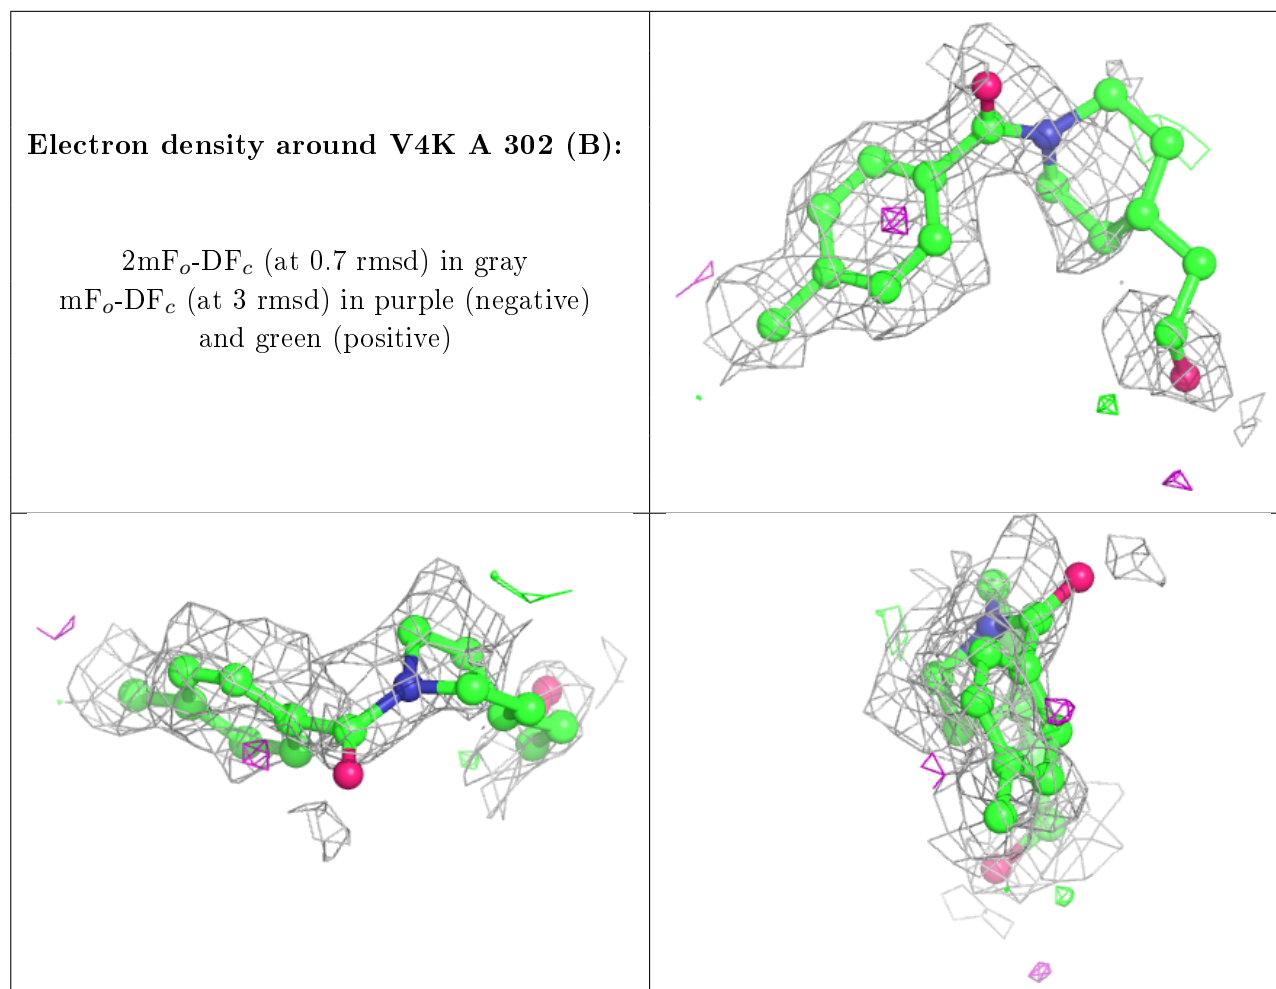 Electron density around V4K A 302 (B):
2mFₒ-DF𝒸 (at 0.7 rmsd) in gray
mFₒ-DF𝒸 (at 3 rmsd) in purple (negative)
and green (positive)